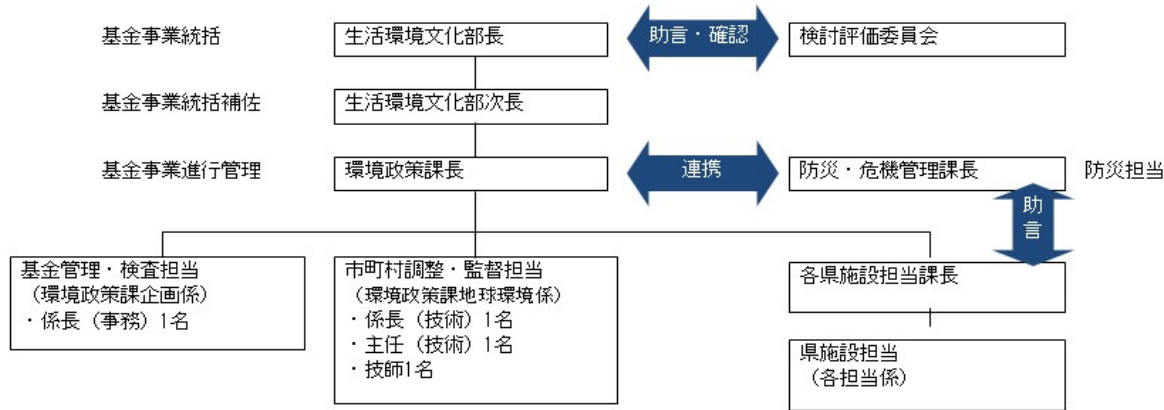 基金事業統括
生活環境文化部長
助言・確認
検討評価委員会
基金事業統括補佐
生活環境文化部次長
基金事業進行管理
環境政策課長
連携
防災・危機管理課長
防災担当
助言
基金管理・検査担当
（環境政策課企画係）
・係長（事務）1名
市町村調整・監督担当
（環境政策課地球環境係）
・係長（技術）1名
・主任（技術）1名
・技師1名
各県施設担当課長
県施設担当
（各担当係）